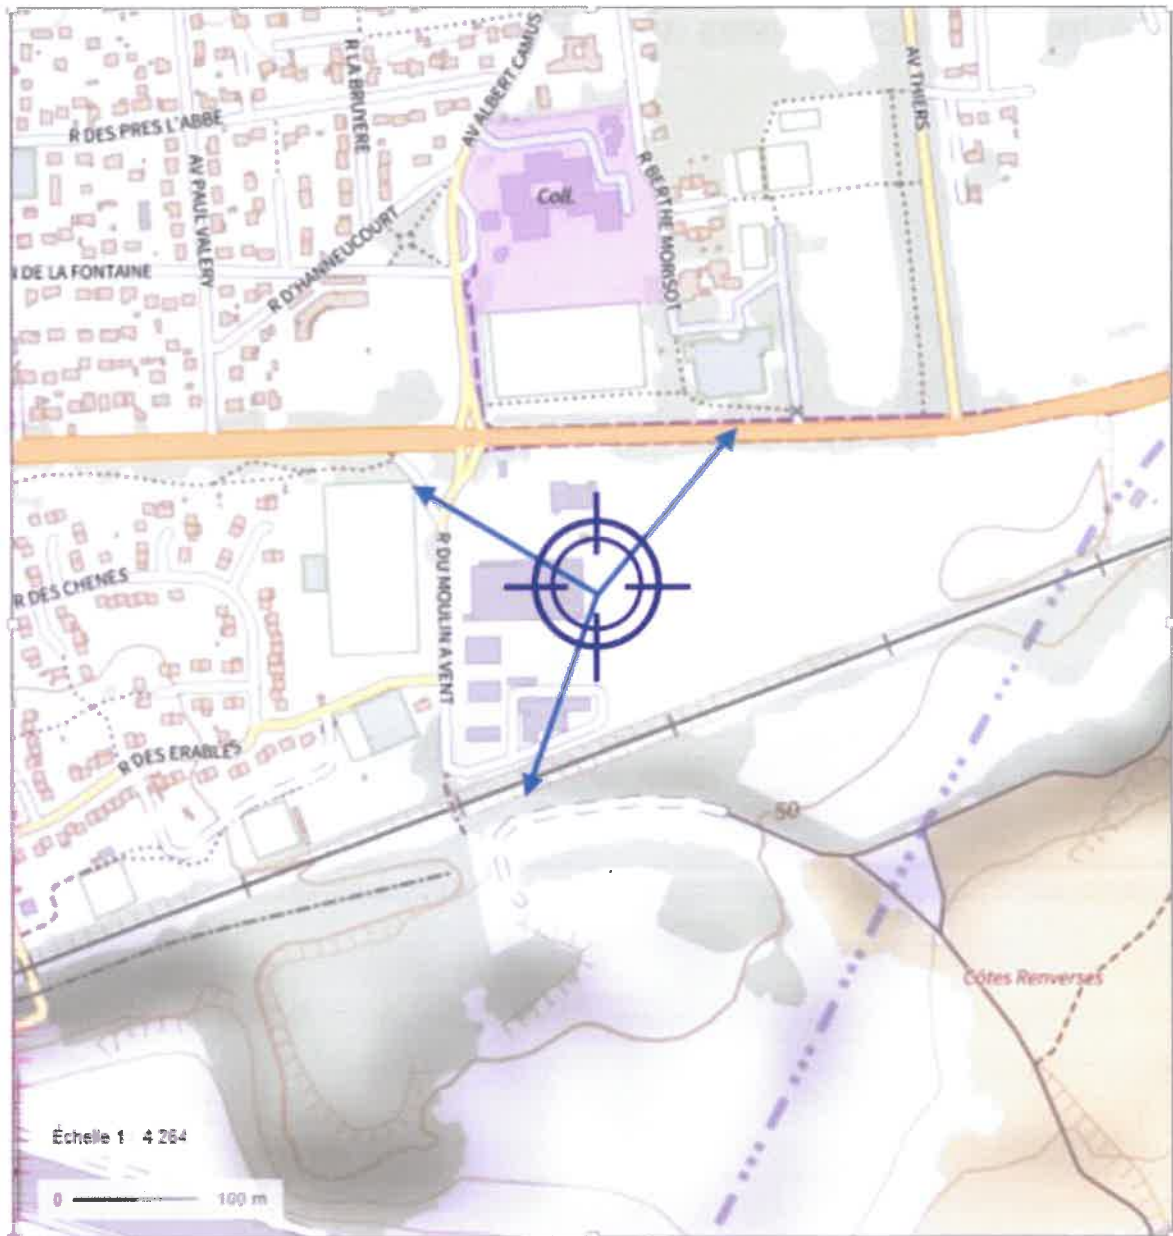 AV ALBERT CAMUS
R LA BRUYERE
AV THIERS
R DES PRES L'ABBE
AV PAUL VALERY
Coll.
R BERTHE MORISOT
R D'HANNEUCOURT
R DE LA FONTAINE
R DES CHENES
R DU MOULIN A VENT
R DES ERABLES
50
Côtes Renverses
Échelle 1 : 4 264
0 100 m